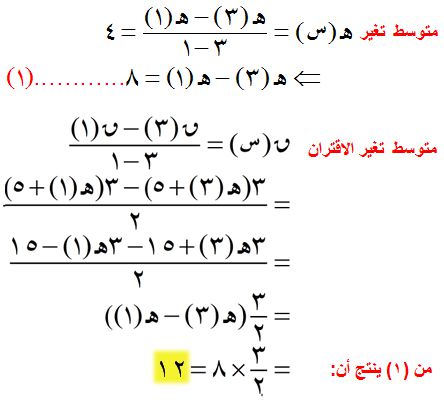 متوسط تغير هـ(س) = (هـ(٣) − هـ(١)) / (٣ − ١) = ٤
⇐ هـ(٣) − هـ(١) = ٨ ............(١)
متوسط تغير الاقتران ق(س) = (ق(٣) − ق(١)) / (٣ − ١)
= (٣(هـ(٣) + ٥) − ٣(هـ(١) + ٥)) / ٢
= (٣هـ(٣) + ١٥ − ٣هـ(١) − ١٥) / ٢
= ٣/٢ (هـ(٣) − هـ(١))
من (١) ينتج أن: = ٣/٢ × ٨ = ١٢